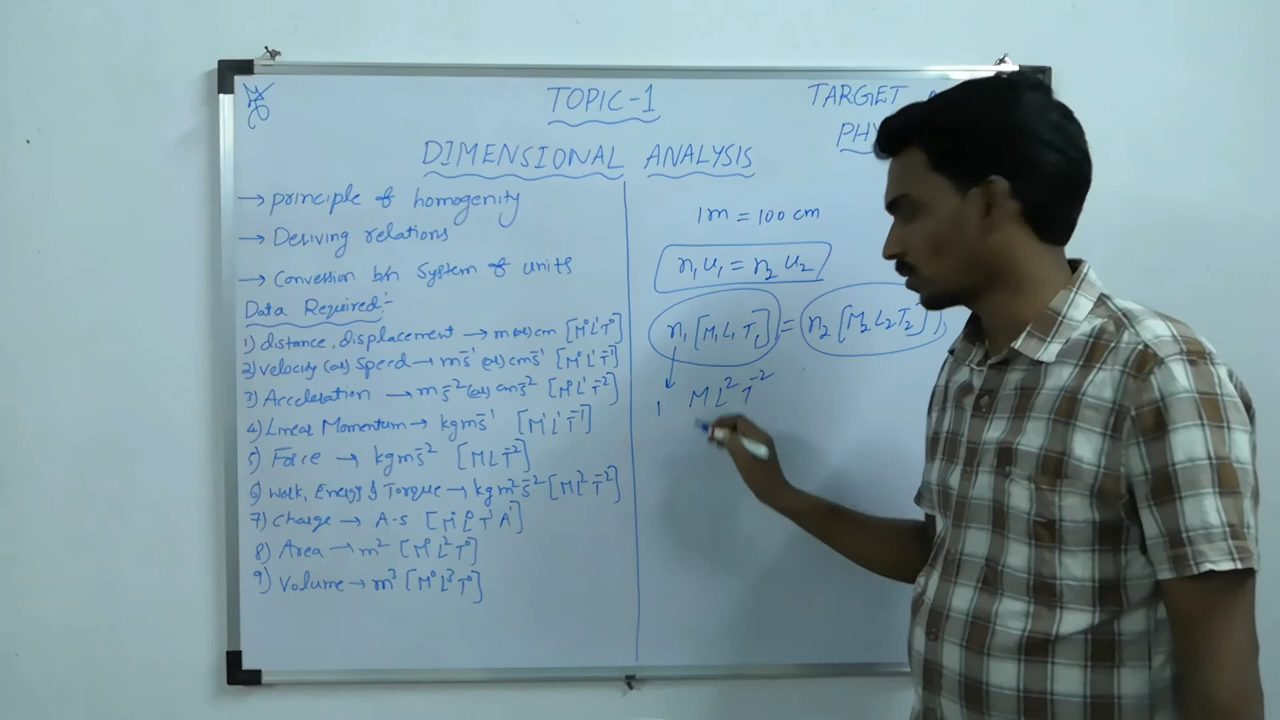 TOPIC-1
TARGET
PHY
DIMENSIONAL ANALYSIS
→ principle of homogenity
→ Deriving relations
→ Conversion b/n System of units
Data Required:-
1) distance, displacement → m (or) cm [M⁰L¹T⁰]
2) Velocity (or) Speed → ms⁻¹ (or) cms⁻¹ [M⁰L¹T⁻¹]
3) Acceleration → ms⁻² (or) cms⁻² [M⁰L¹T⁻²]
4) Linear Momentum → kgms⁻¹ [M¹L¹T⁻¹]
5) Force → kgms⁻² [MLT⁻²]
6) Work, Energy & Torque → kgm²s⁻² [ML²T⁻²]
7) Charge → A-s [M⁰L⁰T¹A¹]
8) Area → m² [M⁰L²T⁰]
9) Volume → m³ [M⁰L³T⁰]
1m = 100 cm
n₁u₁ = n₂u₂
n₁[M₁L₁T₁] = n₂[M₂L₂T₂]
1 ML²T⁻²